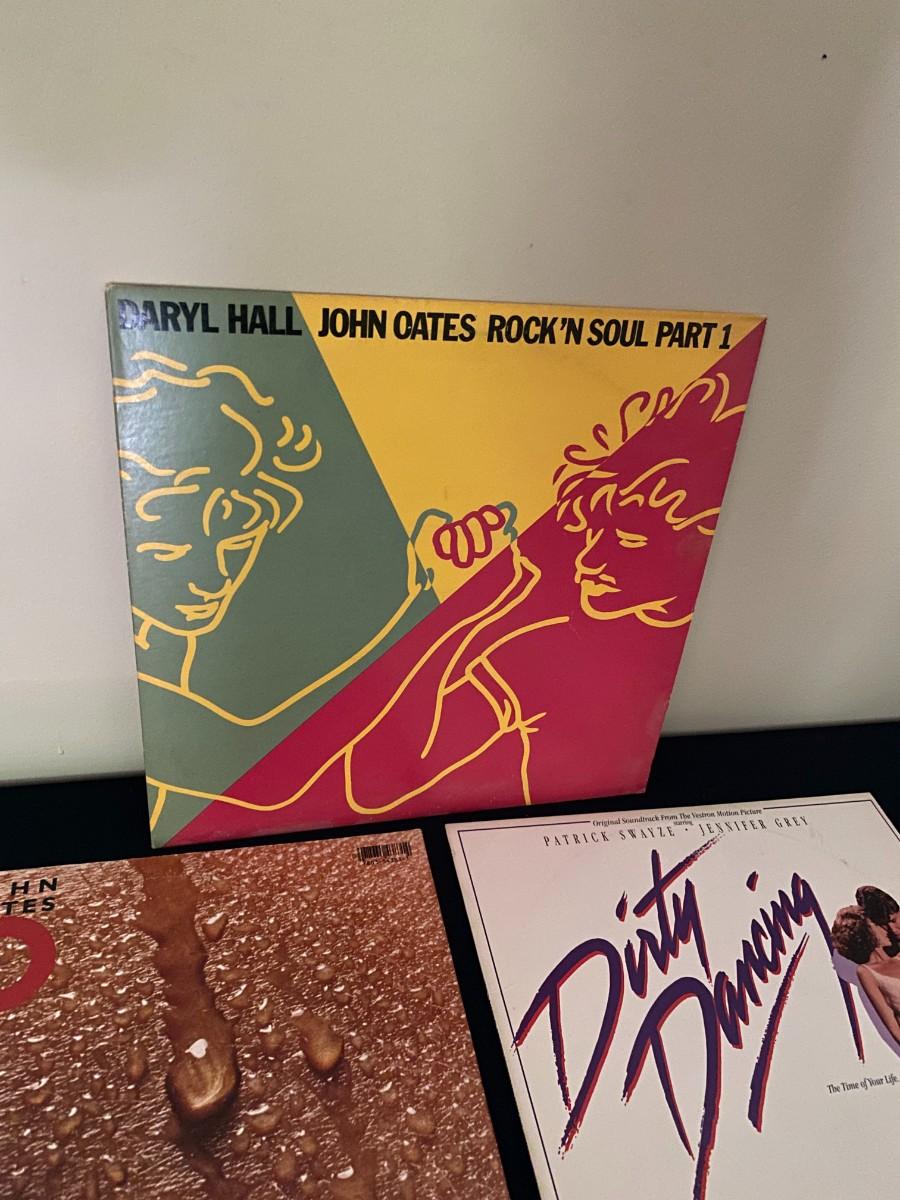 DARYL HALL JOHN OATES ROCK'N SOUL PART 1
HN
TES
O
Original Soundtrack From The Vestron Motion Picture
starring
PATRICK SWAYZE · JENNIFER GREY
Dirty
Dancing
The Time of Your Life.